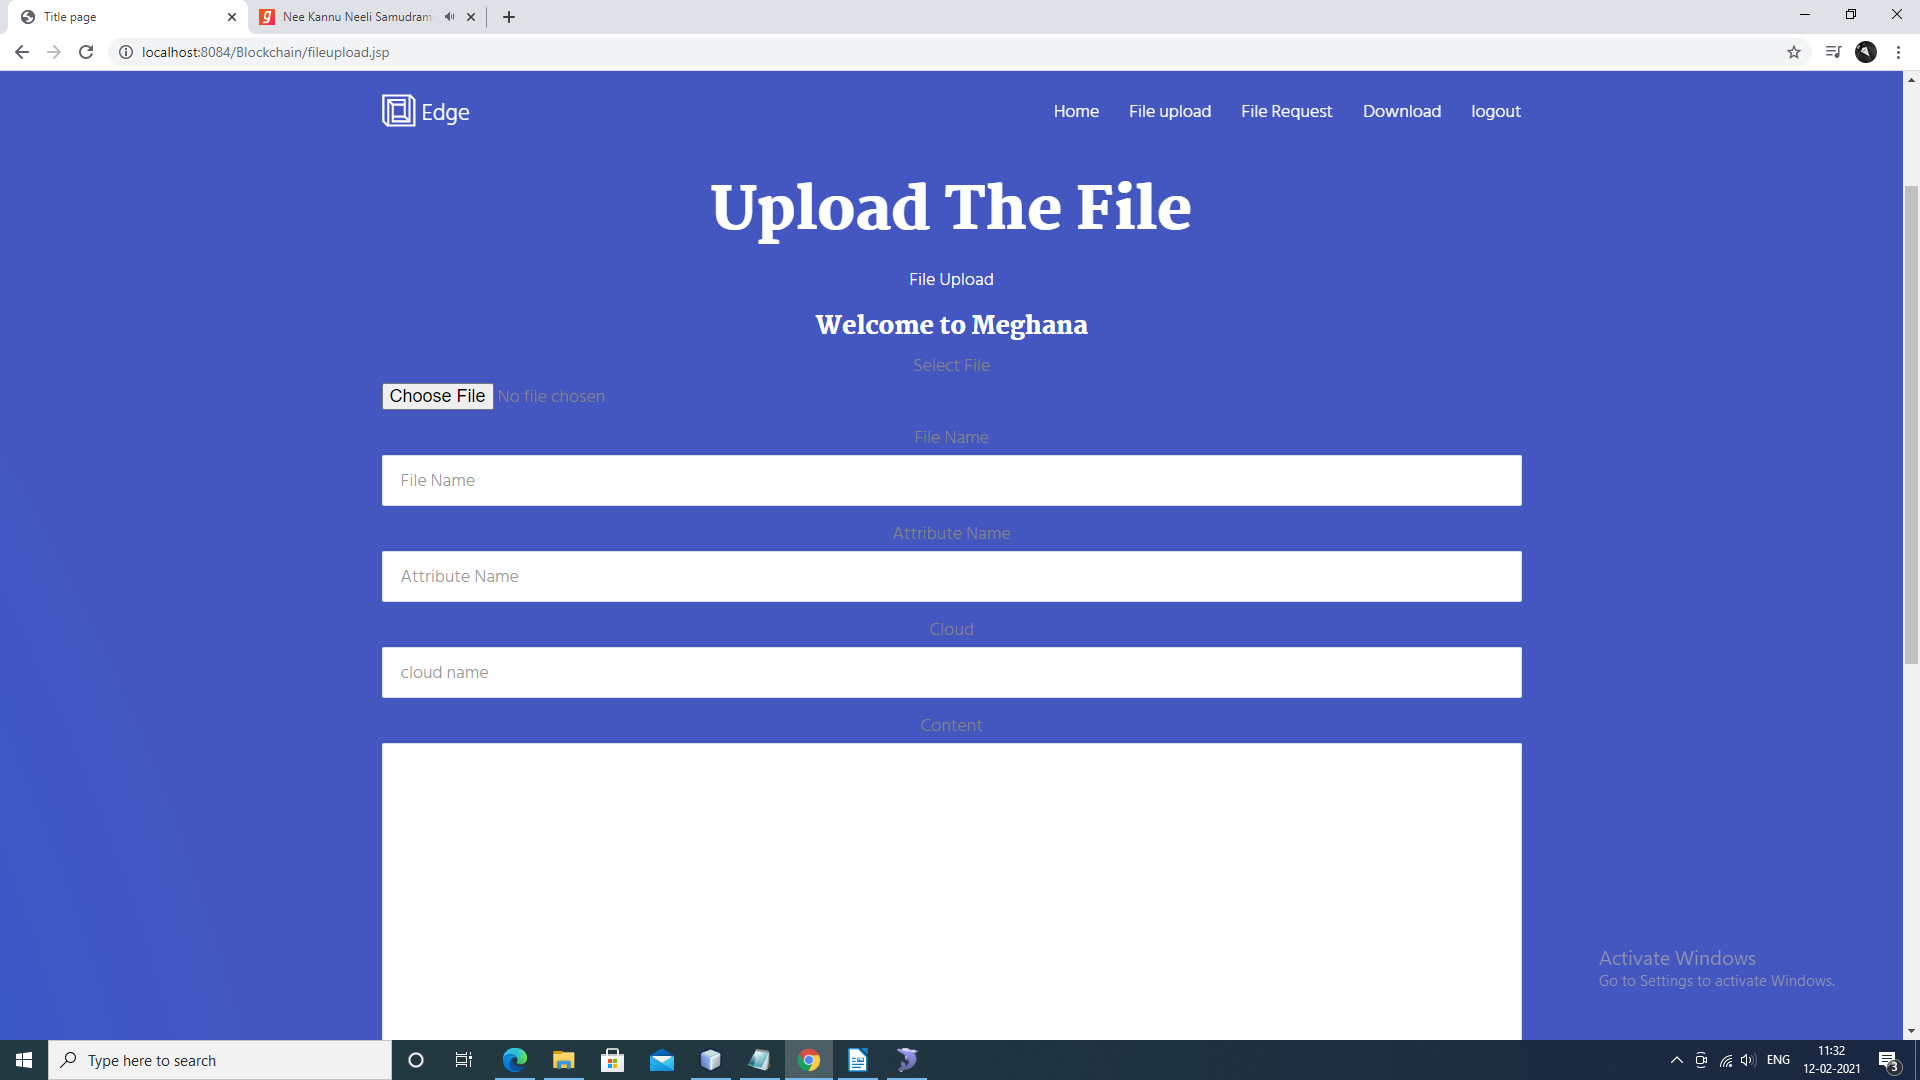 Title page
Nee Kannu Neeli Samudram
localhost:8084/Blockchain/fileupload.jsp
Edge
Home File upload File Request Download logout
Upload The File
File Upload
Welcome to Meghana
Select File
Choose File No file chosen
File Name
File Name
Attribute Name
Attribute Name
Cloud
cloud name
Content
Activate Windows
Go to Settings to activate Windows.
Type here to search
ENG
11:32
12-02-2021
3